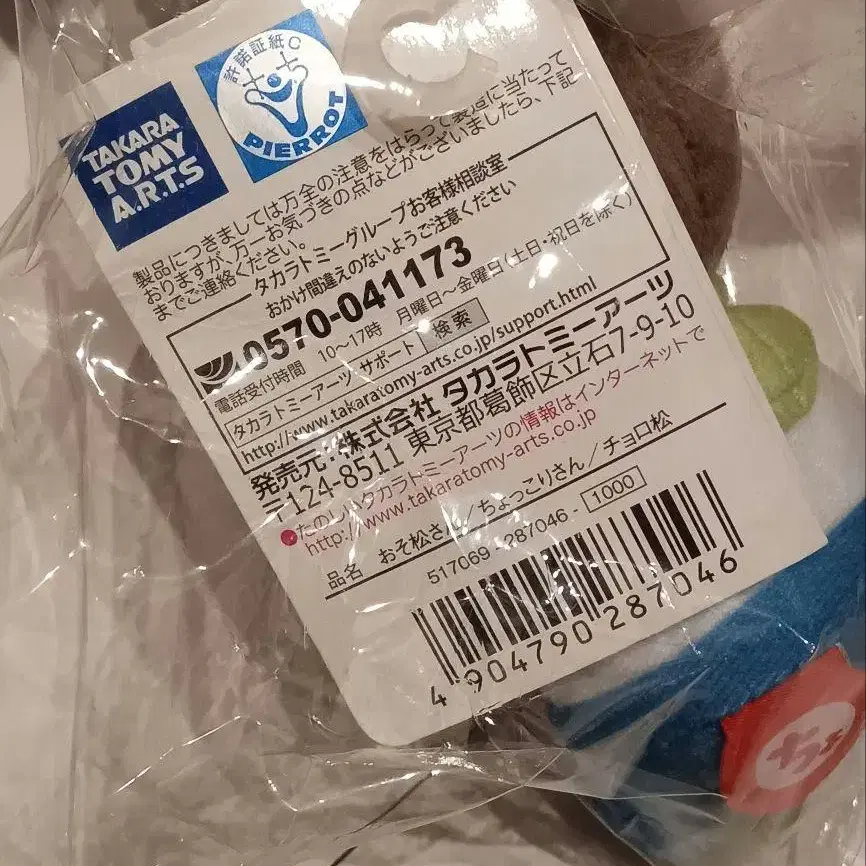 TAKARA
TOMY
A.R.T.S
許諾証紙C
PIERROT
製品につきましては万全の注意をはらって製造に当たって
おりますが、万一お気づきの点などがございましたら、下記
までご連絡ください。
タカラトミーグループお客様相談室
おかけ間違えのないようご注意ください
0570-041173
電話受付時間 10〜17時 月曜日〜金曜日(土日・祝日を除く)
タカラトミーアーツ サポート 検索
http://www.takaratomy-arts.co.jp/support.html
発売元:株式会社 タカラトミーアーツ
〒124-8511 東京都葛飾区立石7-9-10
●たのしいタカラトミーアーツの情報はインターネットで
http://www.takaratomy-arts.co.jp
品名 おそ松さん/ちょっこりさん/チョロ松
517069-287046-1000
4 904790 287046